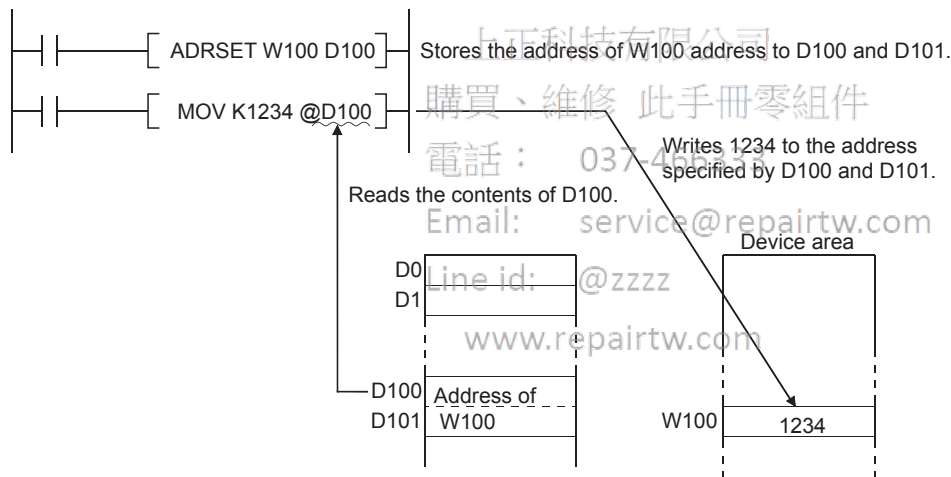 ADRSET W100 D100
Stores the address of W100 address to D100 and D101.
上正科技有限公司
MOV K1234 @D100
購買、維修 此手冊零組件
Writes 1234 to the address
specified by D100 and D101.
電話： 037-466333
Reads the contents of D100.
Email: service@repairtw.com
Device area
D0
D1
Line id: @zzzz
www.repairtw.com
D100
Address of
D101
W100
W100
1234